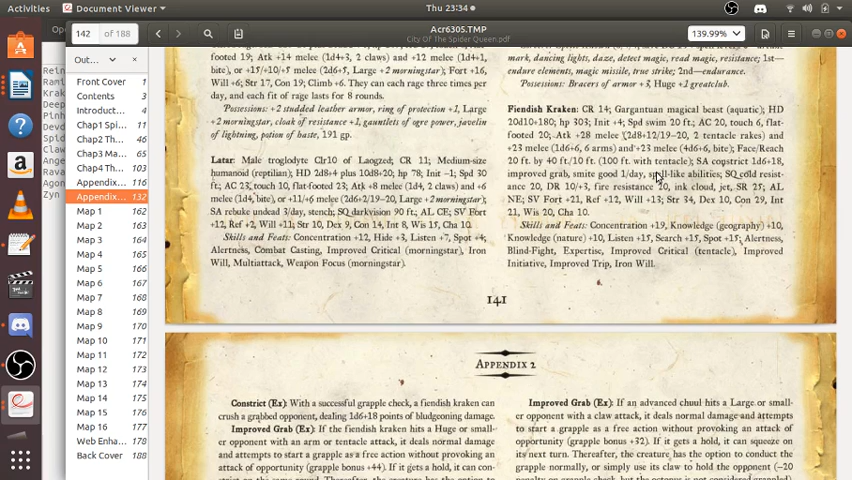 Activities
Document Viewer
Thu 23:34
142
of 188
Acr6305.TMP
City Of The Spider Queen.pdf
139.99%
Out...
Front Cover 1
Contents 3
Introduct... 4
Chap1 Spi... 11
Chap2 Th... 46
Chap3 Ma... 64
Chap4 Th... 103
Appendix...
Appendix... 132
Map 1 162
Map 2 163
Map 3 164
Map 4 165
Map 5 166
Map 6 167
Map 7 168
Map 8 169
Map 9 170
Map 10 171
Map 11 172
Map 12 173
Map 13 174
Map 14 175
Map 15 176
Map 16 177
Web Enha... 178
Back Cover 188
footed 19; Atk +14 melee (1d4+3, 2 claws) and +12 melee (1d4+1,
bite), or +15/+10/+5 melee (2d6+5, Large +2 morningstar); Fort +16,
Will +6; Str 17, Con 19; Climb +6. They can each rage three times per
day, and each fit of rage lasts for 8 rounds.
Possessions: +2 studded leather armor, ring of protection +1, Large
+2 morningstar, cloak of resistance +1, gauntlets of ogre power, javelin
of lightning, potion of haste, 191 gp.
Latar: Male troglodyte Clr10 of Laogzed; CR 11; Medium-size
humanoid (reptilian); HD 2d8+4 plus 10d8+20; hp 78; Init –1; Spd 30
ft.; AC 23, touch 10, flat-footed 23; Atk +8 melee (1d4, 2 claws) and +6
melee (1d4, bite), or +11/+6 melee (1d8+2, morningstar);
SA rebuke undead 3/day, stench; SQ darkvision 90 ft.; AL CE; SV Fort
+12, Ref +2, Will +11; Str 10, Dex 9, Con 14, Int 8, Wis 15, Cha 10.
Skills and Feats: Concentration +12, Hide +3, Listen +7, Spot +4;
Alertness, Combat Casting, Improved Critical (morningstar), Iron
Will, Multiattack, Weapon Focus (morningstar).
mark, dancing lights, daze, detect magic, read magic, resistance; 1st—
endure elements, magic missile, true strike; 2nd—endurance.
Possessions: Bracers of armor +3, Huge +2 greatclub.
Fiendish Kraken: CR 14; Gargantuan magical beast (aquatic); HD
20d10+180; hp 303; Init +4; Spd swim 20 ft.; AC 20, touch 6, flat-
footed 20; Atk +28 melee (2d8+12/19–20, 2 tentacle rakes) and
+23 melee (1d6+6, 6 arms) and +23 melee (4d6+6, bite); Face/Reach
20 ft. by 40 ft./10 ft. (100 ft. with tentacle); SA constrict 1d6+18,
improved grab, smite good 1/day, spell-like abilities; SQ cold resist-
ance 20, DR 10/+3, fire resistance 20, ink cloud, jet, SR 25; AL
NE; SV Fort +21, Ref +12, Will +13; Str 34, Dex 10, Con 29, Int
21, Wis 20, Cha 10.
Skills and Feats: Concentration +19, Knowledge (geography) +10,
Knowledge (nature) +10, Listen +15, Search +15, Spot +15; Alertness,
Blind-Fight, Expertise, Improved Critical (tentacle), Improved
Initiative, Improved Trip, Iron Will.
141
Appendix 2
Constrict (Ex): With a successful grapple check, a fiendish kraken can
crush a grabbed opponent, dealing 1d6+18 points of bludgeoning damage.
Improved Grab (Ex): If the fiendish kraken hits a Huge or small-
er opponent with an arm or tentacle attack, it deals normal damage
and attempts to start a grapple as a free action without provoking an
attack of opportunity (grapple bonus +44). If it gets a hold, it can con-
Improved Grab (Ex): If an advanced chuul hits a Large or small-
er opponent with a claw attack, it deals normal damage and attempts
to start a grapple as a free action without provoking an attack of
opportunity (grapple bonus +32). If it gets a hold, it can squeeze on
its next turn. Thereafter, the creature has the option to conduct the
grapple normally, or simply use its claw to hold the opponent (–20